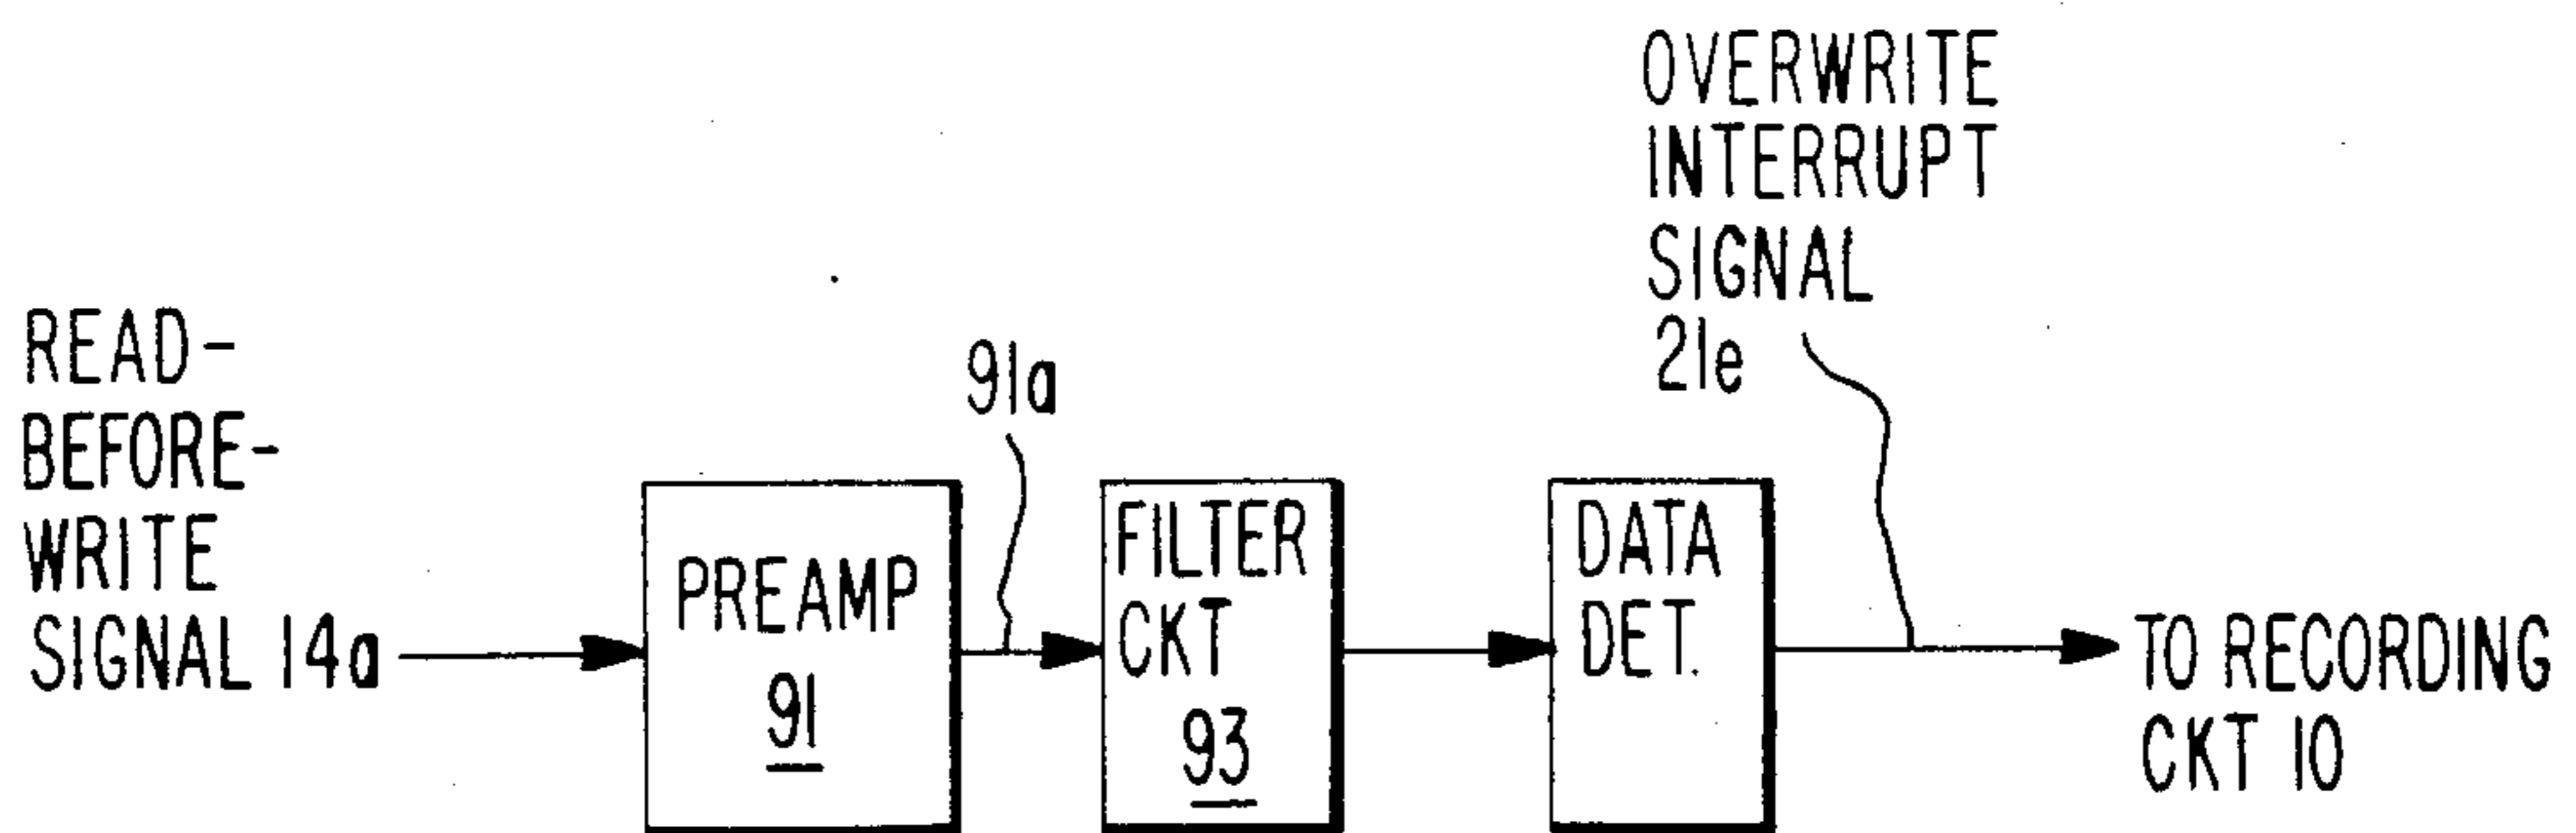 READ-
BEFORE-
WRITE
SIGNAL 14a
PREAMP
91
91a
FILTER
CKT
93
DATA
DET.
OVERWRITE
INTERRUPT
SIGNAL
21e
TO RECORDING
CKT 10